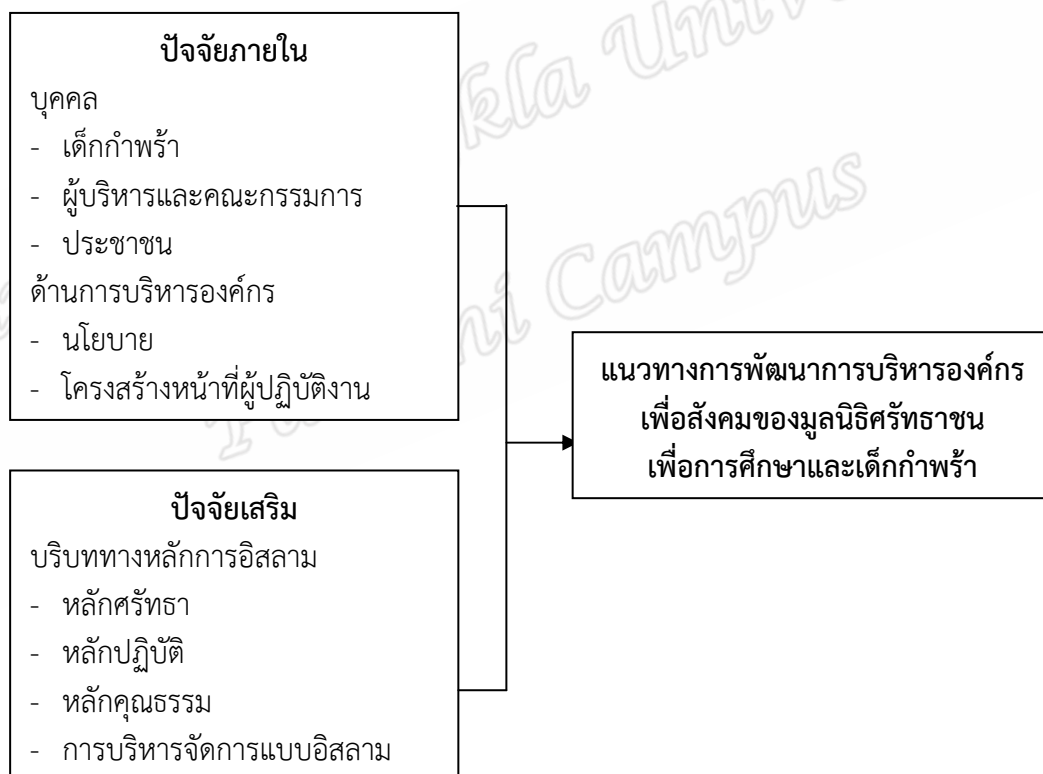 ปัจจัยภายใน
บุคคล
- เด็กกำพร้า
- ผู้บริหารและคณะกรรมการ
- ประชาชน
ด้านการบริหารองค์กร
- นโยบาย
- โครงสร้างหน้าที่ผู้ปฏิบัติงาน
แนวทางการพัฒนาการบริหารองค์กร
เพื่อสังคมของมูลนิธิศรัทธาชน
เพื่อการศึกษาและเด็กกำพร้า
ปัจจัยเสริม
บริบททางหลักการอิสลาม
- หลักศรัทธา
- หลักปฏิบัติ
- หลักคุณธรรม
- การบริหารจัดการแบบอิสลาม
Campus